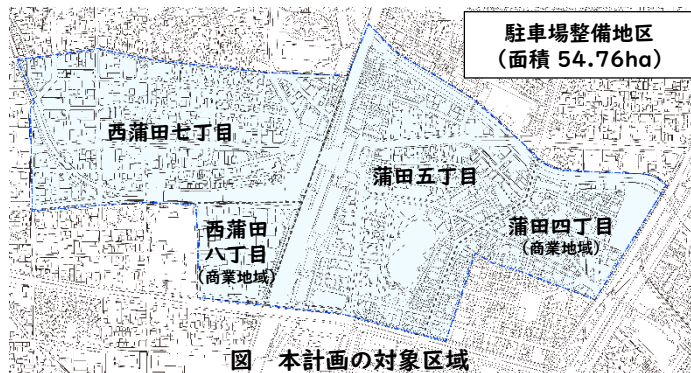 駐車場整備地区
（面積 54.76ha）
西蒲田七丁目
蒲田五丁目
西蒲田
八丁目
（商業地域）
蒲田四丁目
（商業地域）
図　本計画の対象区域